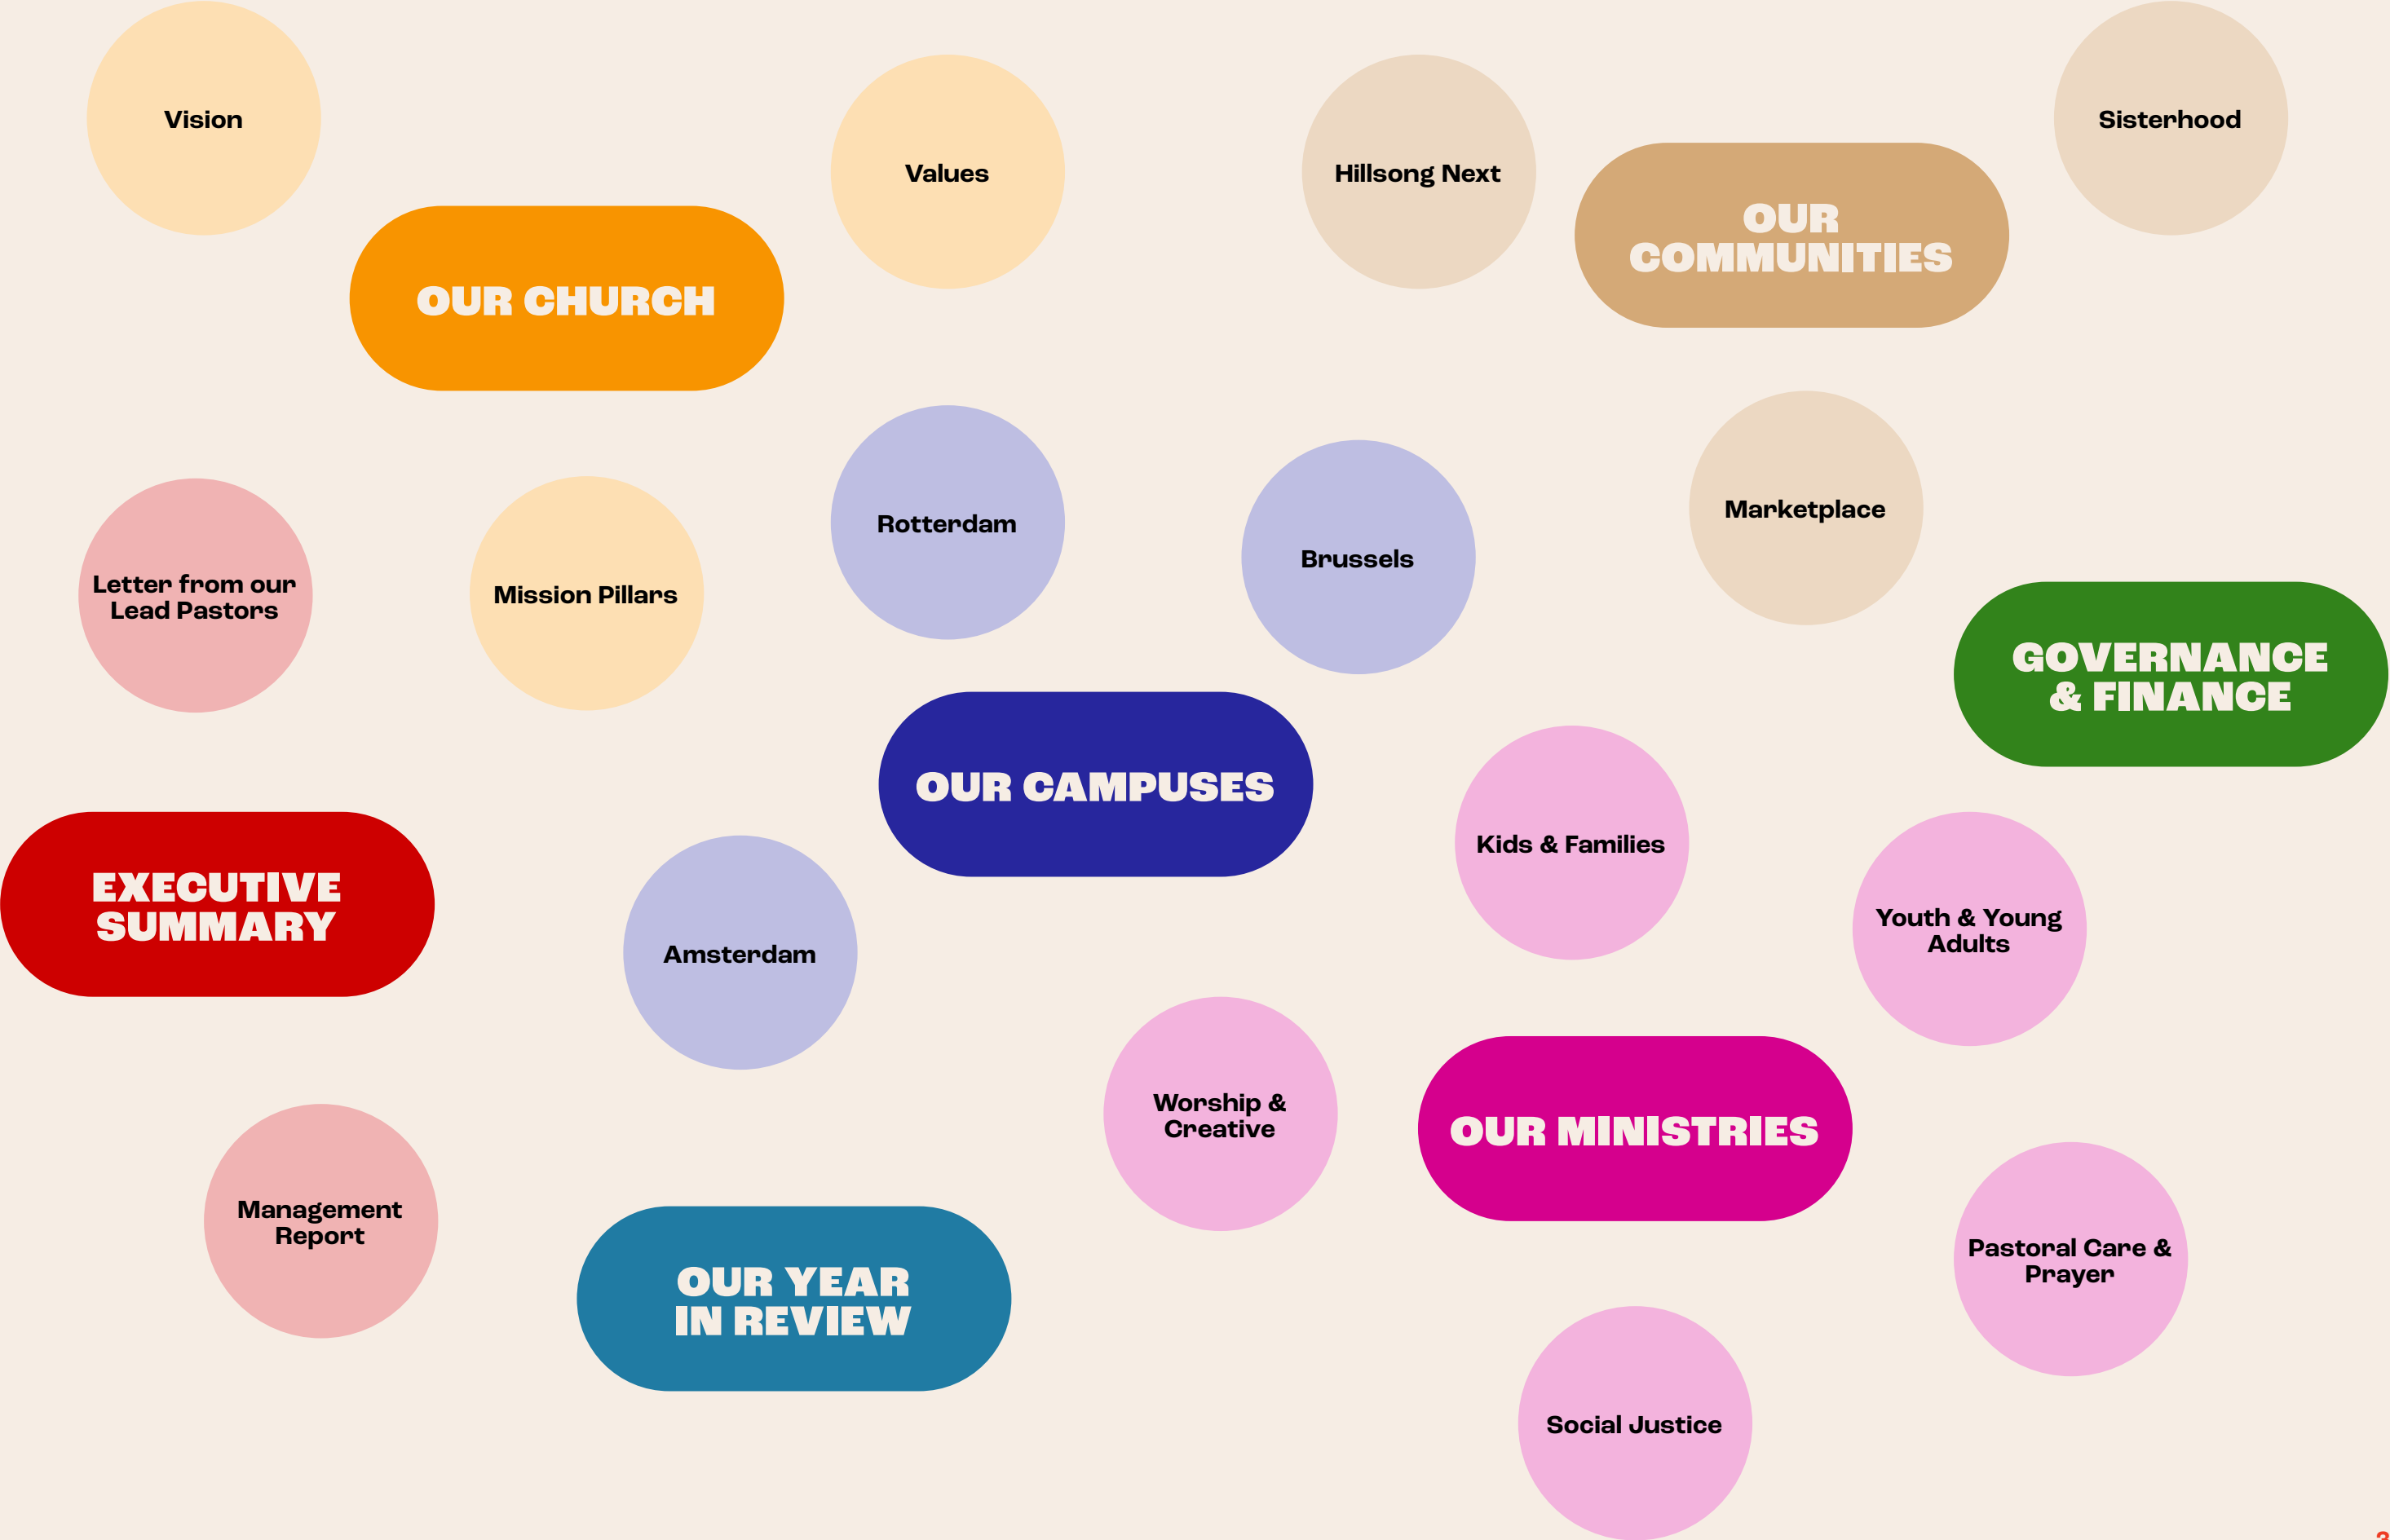 Vision
Values
Hillsong Next
Sisterhood
OUR CHURCH
OUR
COMMUNITIES
Rotterdam
Brussels
Marketplace
Letter from our
Lead Pastors
Mission Pillars
GOVERNANCE
& FINANCE
OUR CAMPUSES
Kids & Families
EXECUTIVE
SUMMARY
Amsterdam
Youth & Young
Adults
Worship &
Creative
OUR MINISTRIES
Management
Report
OUR YEAR
IN REVIEW
Pastoral Care &
Prayer
Social Justice